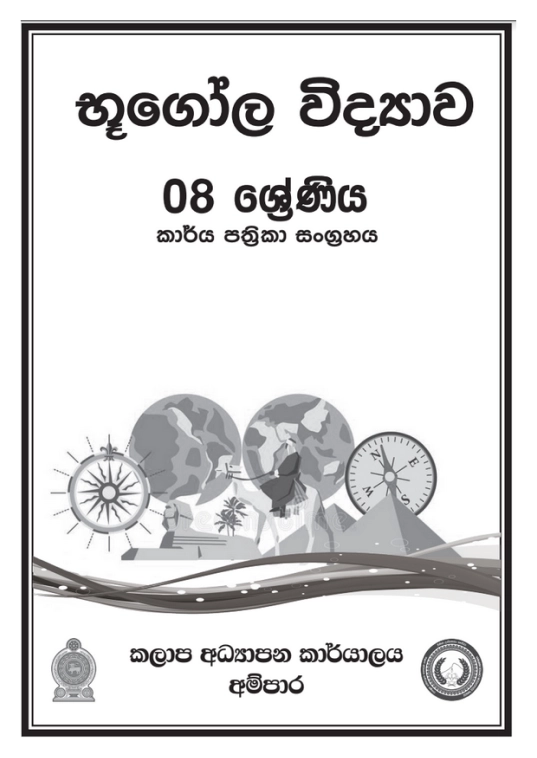 භූගෝල විද්‍යාව
08 ශ්‍රේණිය
කාර්ය පත්‍රිකා සංග්‍රහය
N
E
W
S
කලාප අධ්‍යාපන කාර්යාලය
අම්පාර